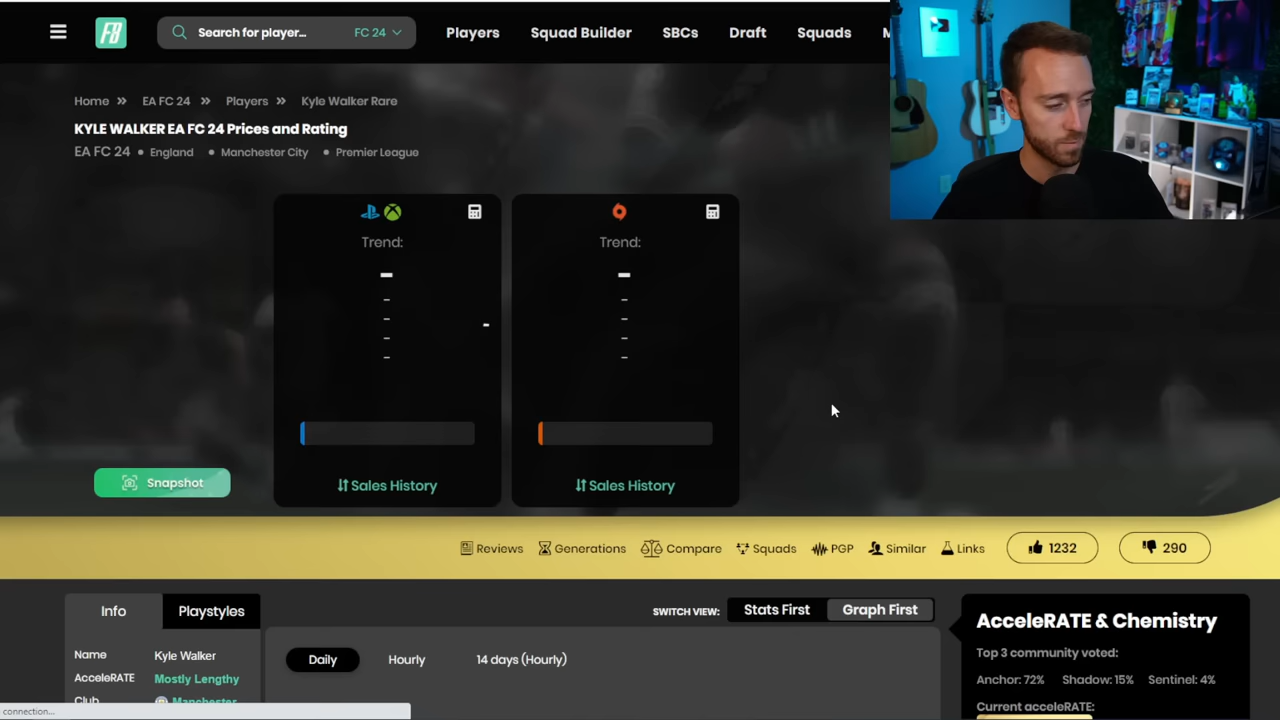 FB Search for player... FC 24 Players Squad Builder SBCs Draft Squads M
Home » EA FC 24 » Players » Kyle Walker Rare
KYLE WALKER EA FC 24 Prices and Rating
EA FC 24 • England • Manchester City • Premier League
Trend: Trend:
Sales History Sales History
Snapshot
Reviews Generations Compare Squads PGP Similar Links 1232 290
Info Playstyles
SWITCH VIEW: Stats First Graph First
AcceleRATE & Chemistry
Top 3 community voted:
Name Kyle Walker
Daily Hourly 14 days (Hourly)
AcceleRATE Mostly Lengthy
Anchor: 72% Shadow: 15% Sentinel: 4%
Club Manchester
Current acceleRATE:
connection...